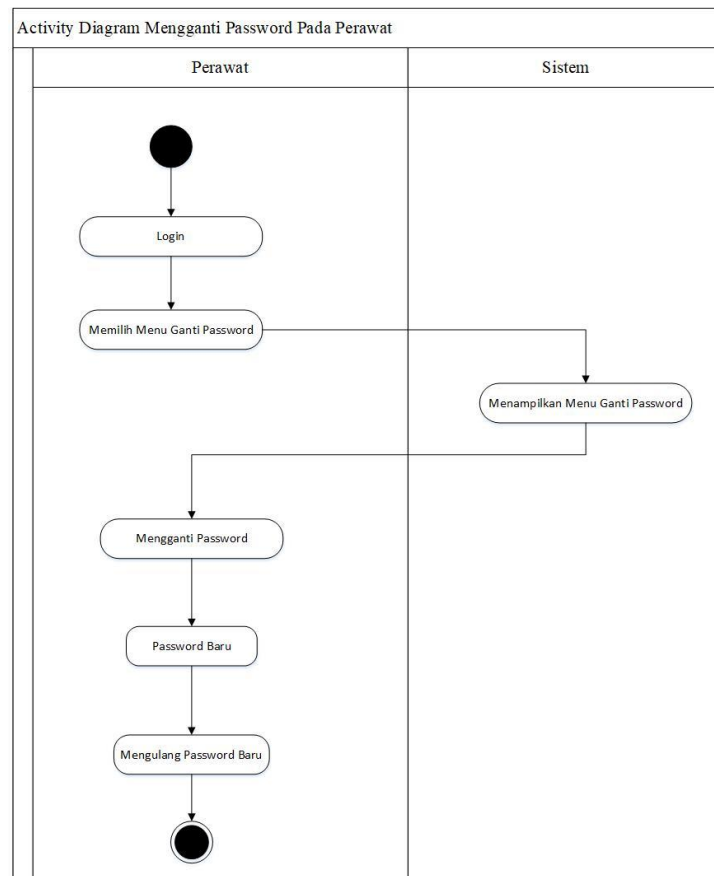 Activity Diagram Mengganti Password Pada Perawat
Perawat
Sistem
Login
Memilih Menu Ganti Password
Menampilkan Menu Ganti Password
Mengganti Password
Password Baru
Mengulang Password Baru